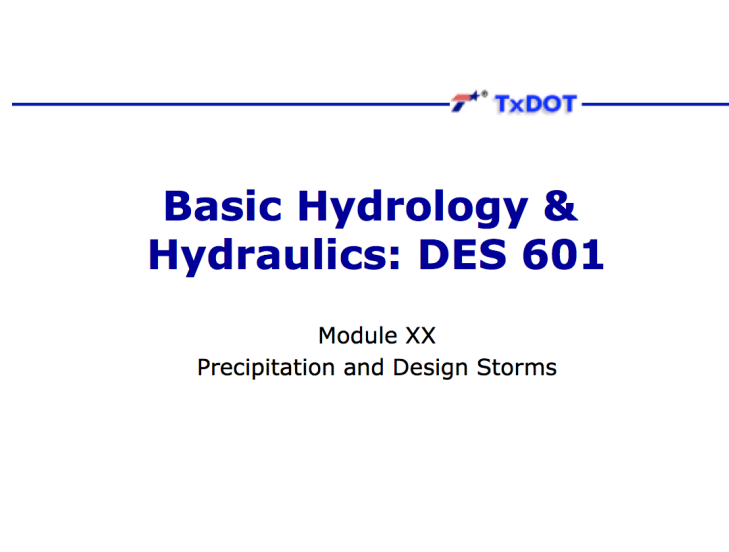 ® TxDOT
Basic Hydrology &
Hydraulics: DES 601
Module XX
Precipitation and Design Storms